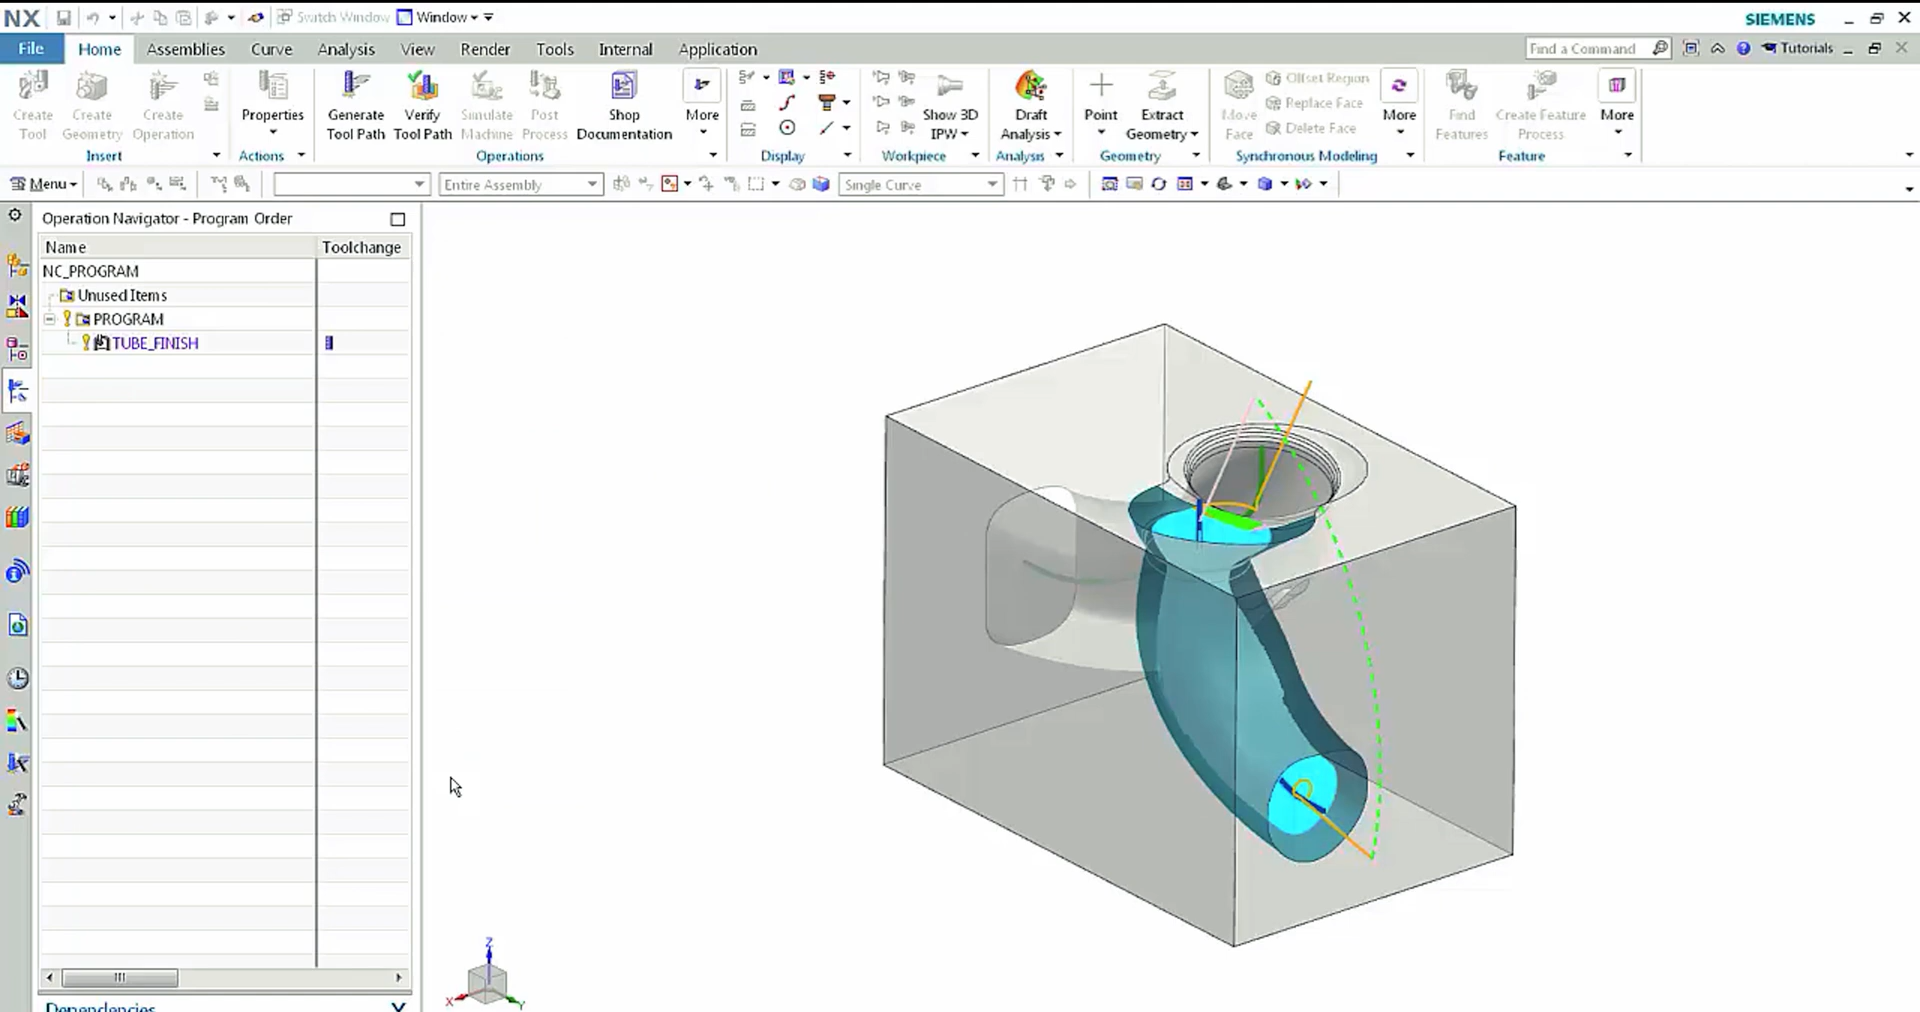 NX Switch Window Window SIEMENS
File Home Assemblies Curve Analysis View Render Tools Internal Application Find a Command Tutorials
Create Tool
Create Geometry
Create Operation
Insert
Properties
Actions
Generate Tool Path
Verify Tool Path
Simulate Machine
Post Process
Shop Documentation
More
Operations
Display
Show 3D IPW
Workpiece
Draft Analysis
Analysis
Point
Extract Geometry
Geometry
Move Face
Offset Region
Replace Face
Delete Face
More
Synchronous Modeling
Find Features
Create Feature Process
More
Feature
Menu Entire Assembly Single Curve
Operation Navigator - Program Order
Name Toolchange
NC_PROGRAM
Unused Items
PROGRAM
TUBE_FINISH
Dependencies
Z
X Y